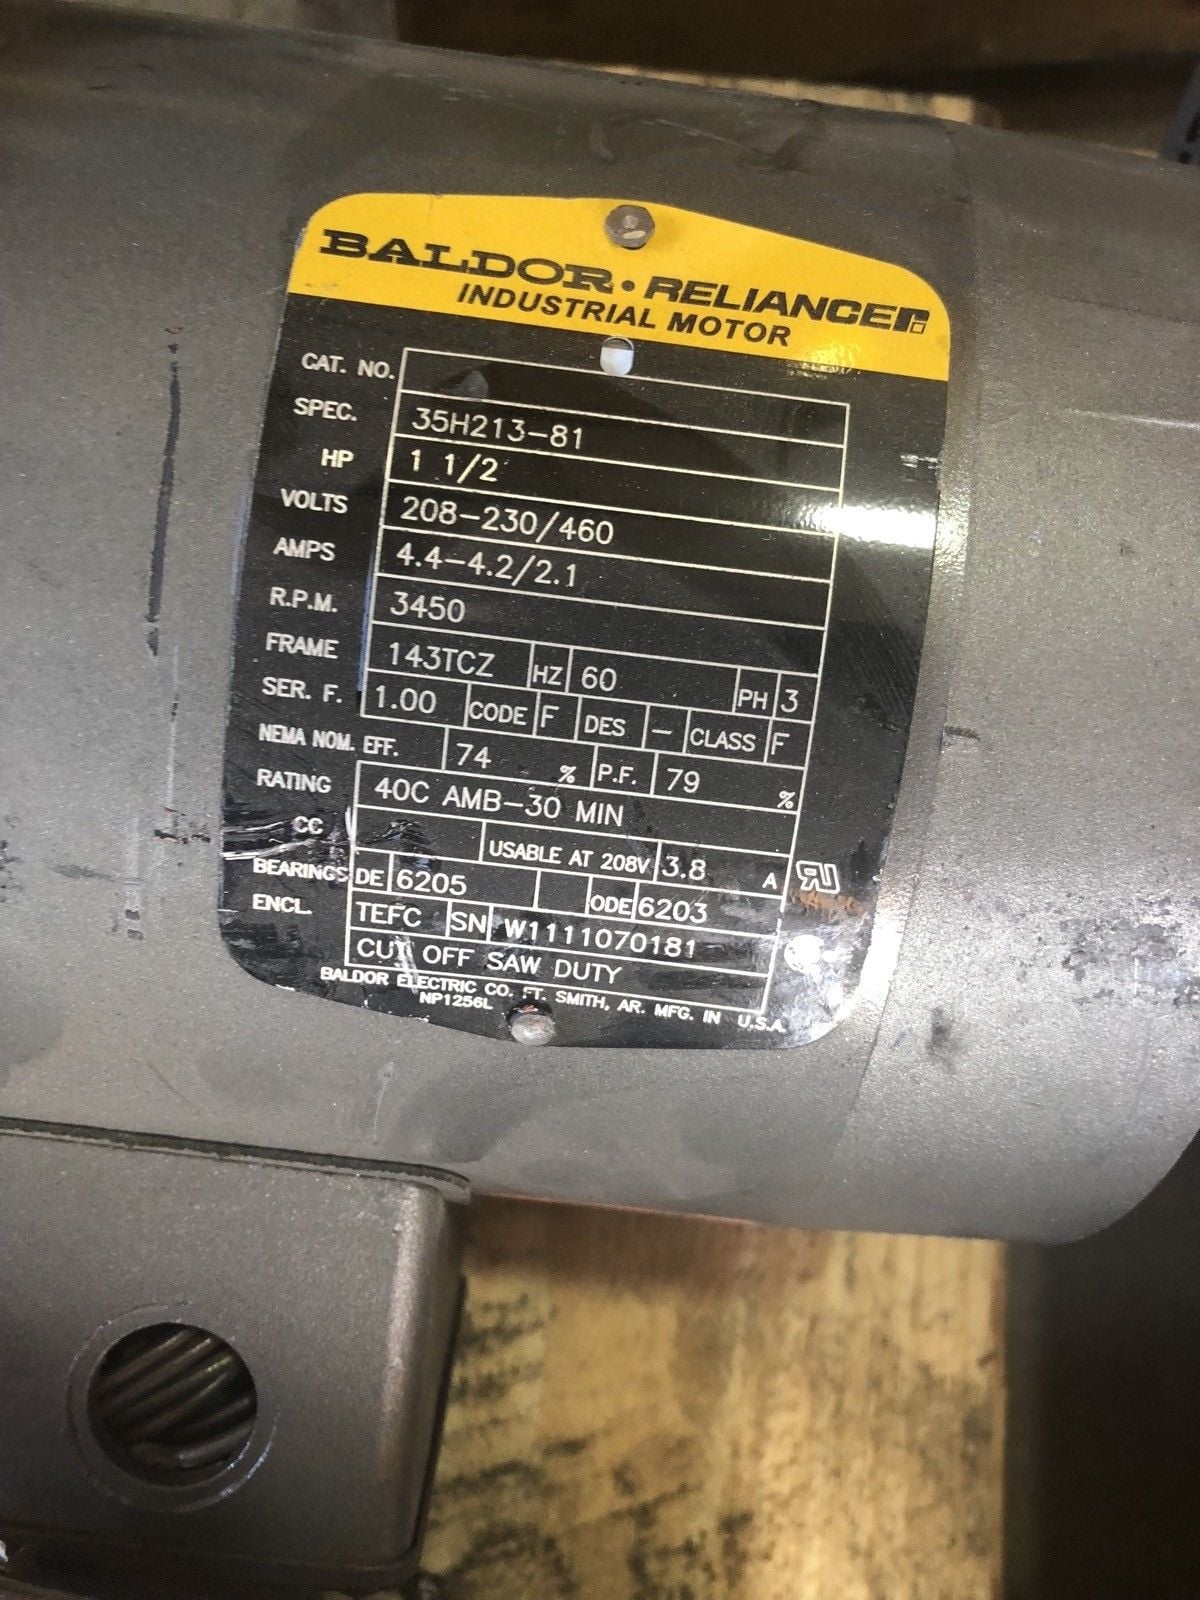 BALDOR • RELIANCER
INDUSTRIAL MOTOR
CAT. NO.
SPEC. 35H213-81
HP 1 1/2
VOLTS 208-230/460
AMPS 4.4-4.2/2.1
R.P.M. 3450
FRAME 143TCZ HZ 60 PH 3
SER. F. 1.00 CODE F DES - CLASS F
NEMA NOM. EFF. 74 % P.F. 79 %
RATING 40C AMB-30 MIN
CC USABLE AT 208V 3.8 A
BEARINGS DE 6205 ODE 6203
ENCL. TEFC SN W1111070181
CUT OFF SAW DUTY
BALDOR ELECTRIC CO. FT. SMITH, AR. MFG. IN U.S.A.
NP1256L